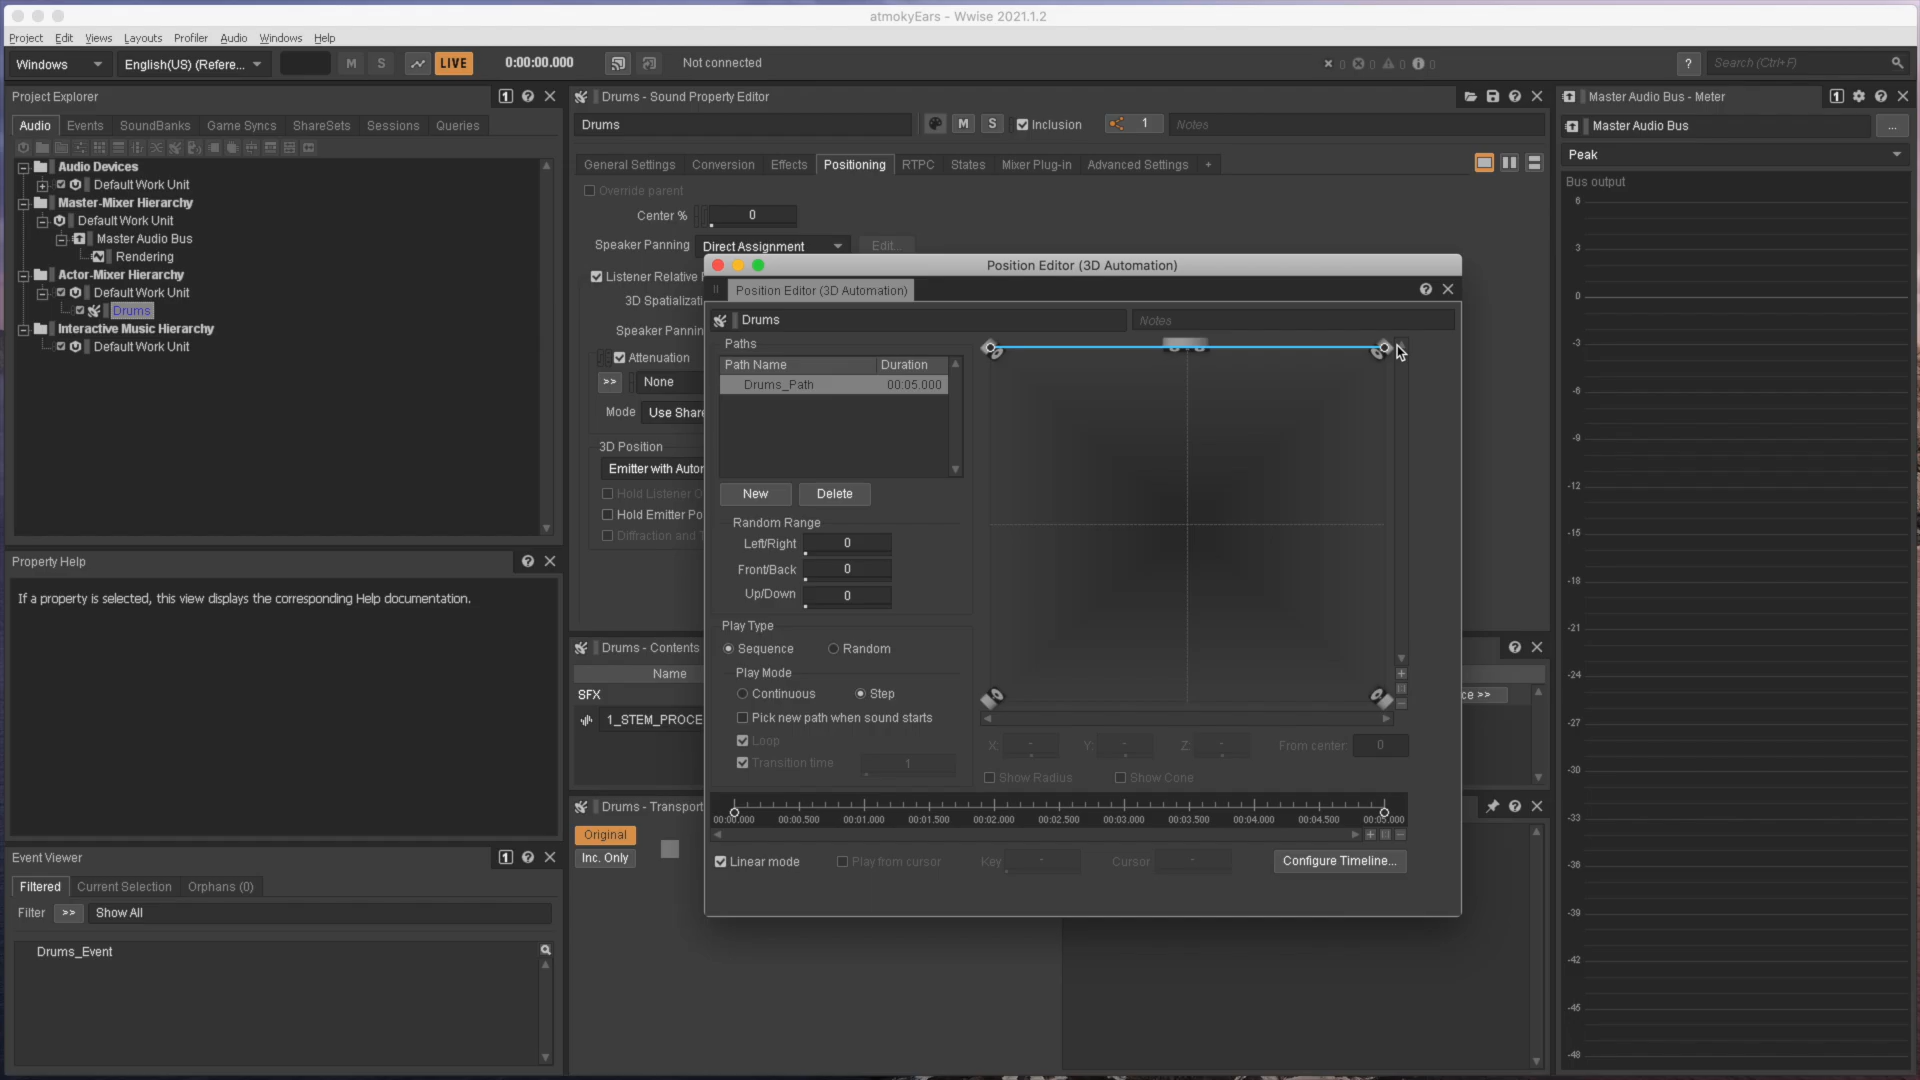 atmokyEars - Wwise 2021.1.2
Project Edit Views Layouts Profiler Audio Windows Help
Windows English(US) (Refere... M S LIVE 0:00:00.000 Not connected 0 0 0 0 ? Search (Ctrl+F)
Project Explorer 1
Audio Events SoundBanks Game Syncs ShareSets Sessions Queries
Audio Devices
Default Work Unit
Master-Mixer Hierarchy
Default Work Unit
Master Audio Bus
Rendering
Actor-Mixer Hierarchy
Default Work Unit
Drums
Interactive Music Hierarchy
Default Work Unit
Property Help
If a property is selected, this view displays the corresponding Help documentation.
Event Viewer 1
Filtered Current Selection Orphans (0)
Filter >> Show All
Drums_Event
Drums - Sound Property Editor
Drums M S Inclusion 1 Notes
General Settings Conversion Effects Positioning RTPC States Mixer Plug-in Advanced Settings +
Override parent
Center % 0
Speaker Panning Direct Assignment Edit...
Listener Relative
3D Spatializati
Speaker Pannin
Attenuation
>> None
Mode Use Share
3D Position
Emitter with Autor
Hold Listener O
Hold Emitter Po
Diffraction and T
Drums - Contents
Name
SFX ce >>
1_STEM_PROCE
Drums - Transport
Original
Inc. Only
Position Editor (3D Automation)
Position Editor (3D Automation)
Drums Notes
Paths
Path Name Duration
Drums_Path 00:05.000
New Delete
Random Range
Left/Right 0
Front/Back 0
Up/Down 0
Play Type
Sequence Random
Play Mode
Continuous Step
Pick new path when sound starts
Loop
Transition time 1
X: - Y: - Z: - From center: 0
Show Radius Show Cone
00:00.000 00:00.500 00:01.000 00:01.500 00:02.000 00:02.500 00:03.000 00:03.500 00:04.000 00:04.500 00:05.000
Linear mode Play from cursor Key - Cursor - Configure Timeline...
Master Audio Bus - Meter 1
Master Audio Bus ...
Peak
Bus output
6
3
0
-3
-6
-9
-12
-15
-18
-21
-24
-27
-30
-33
-36
-39
-42
-45
-48